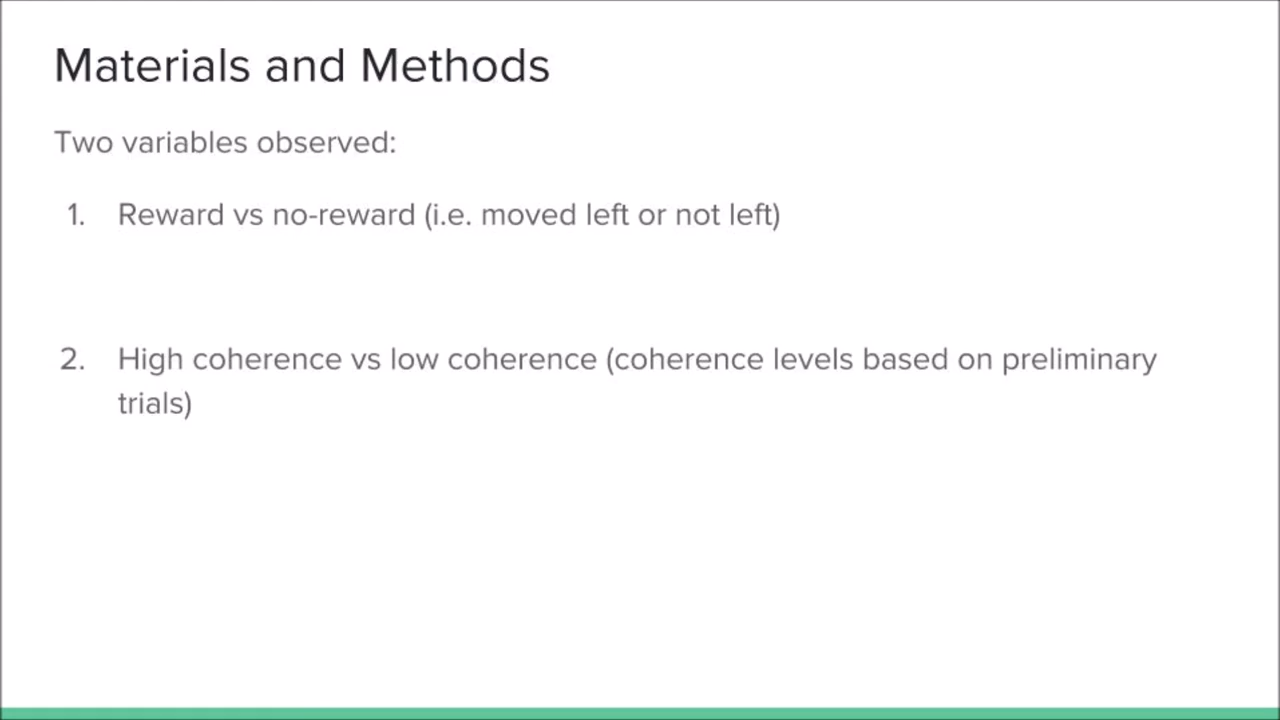 Materials and Methods
Two variables observed:
1. Reward vs no-reward (i.e. moved left or not left)
2. High coherence vs low coherence (coherence levels based on preliminary
trials)